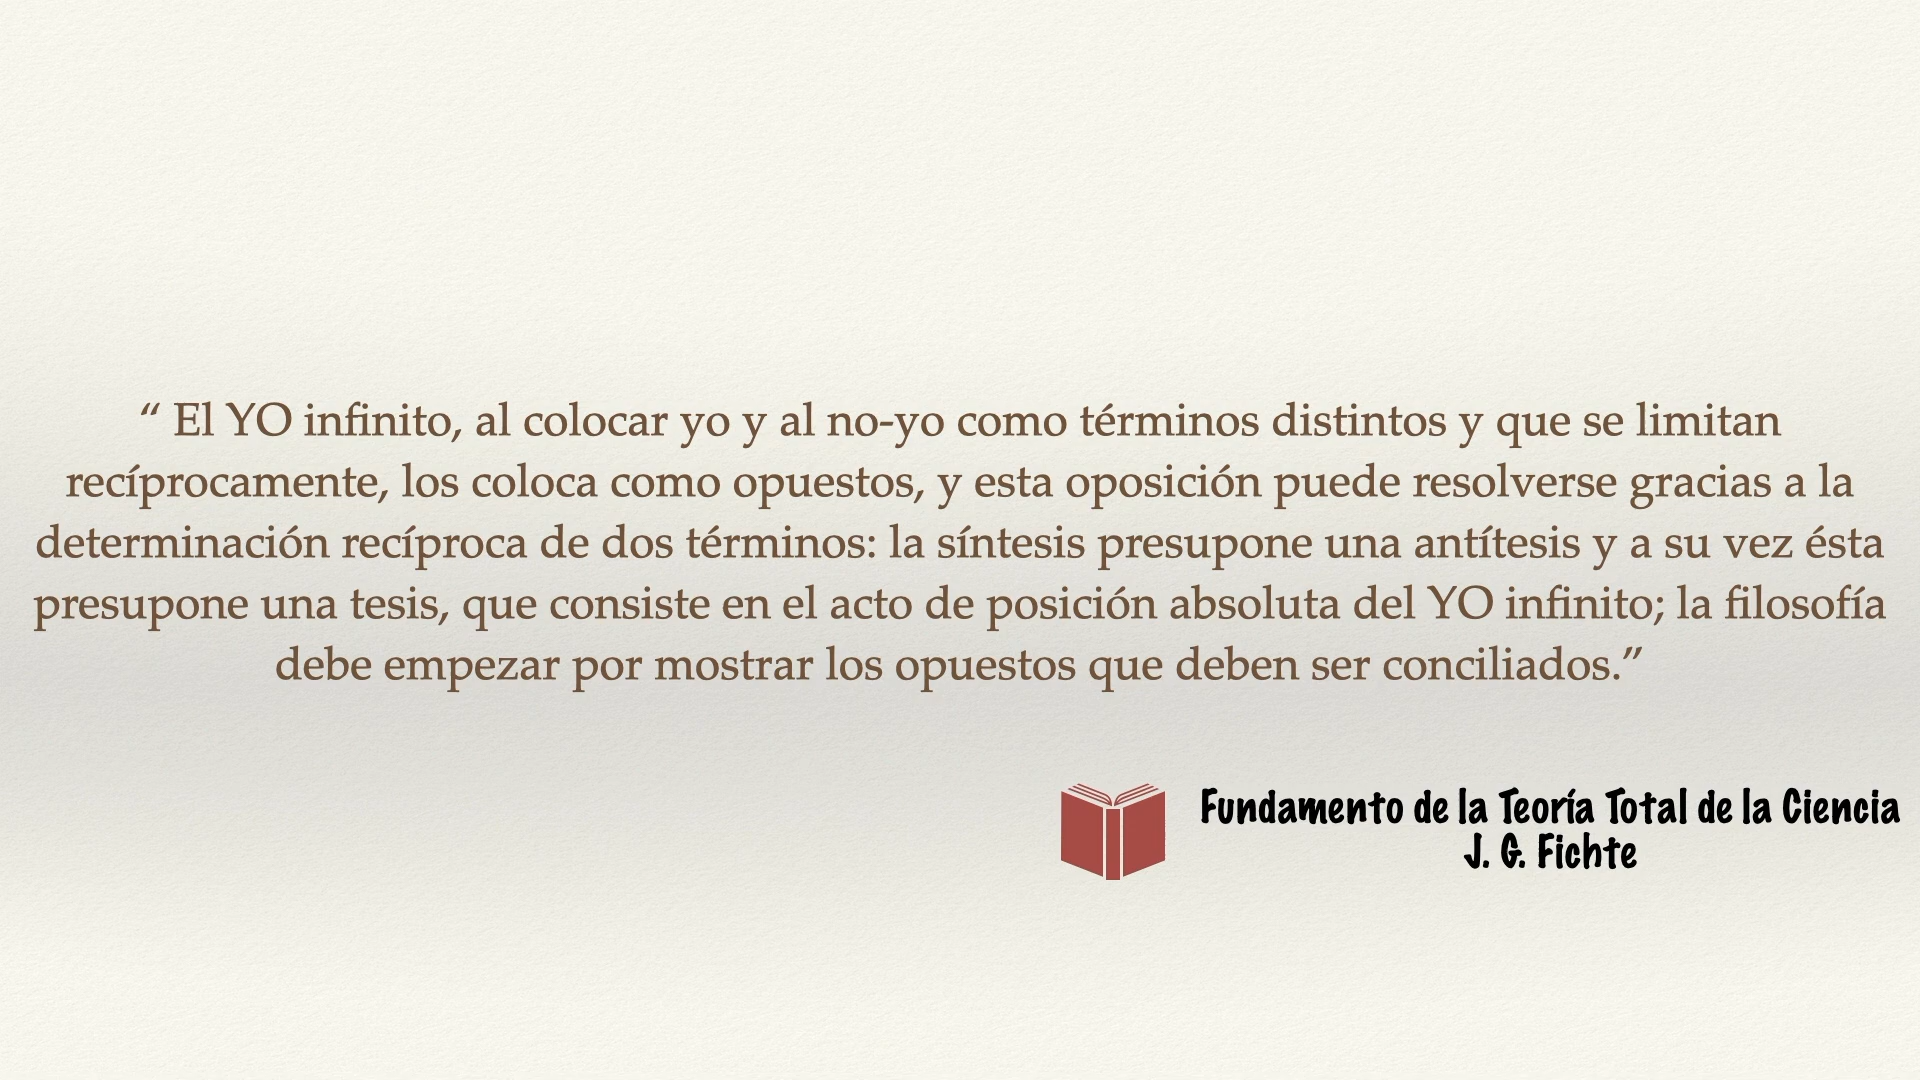 “ El YO infinito, al colocar yo y al no-yo como términos distintos y que se limitan
recíprocamente, los coloca como opuestos, y esta oposición puede resolverse gracias a la
determinación recíproca de dos términos: la síntesis presupone una antítesis y a su vez ésta
presupone una tesis, que consiste en el acto de posición absoluta del YO infinito; la filosofía
debe empezar por mostrar los opuestos que deben ser conciliados.”
Fundamento de la Teoría Total de la Ciencia
J. G. Fichte